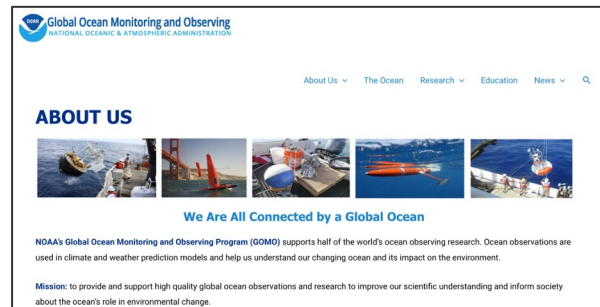 NOAA
Global Ocean Monitoring and Observing
NATIONAL OCEANIC & ATMOSPHERIC ADMINISTRATION
About Us The Ocean Research Education News
ABOUT US
We Are All Connected by a Global Ocean
NOAA's Global Ocean Monitoring and Observing Program (GOMO) supports half of the world's ocean observing research. Ocean observations are
used in climate and weather prediction models and help us understand our changing ocean and its impact on the environment.
Mission: to provide and support high quality global ocean observations and research to improve our scientific understanding and inform society
about the ocean's role in environmental change.